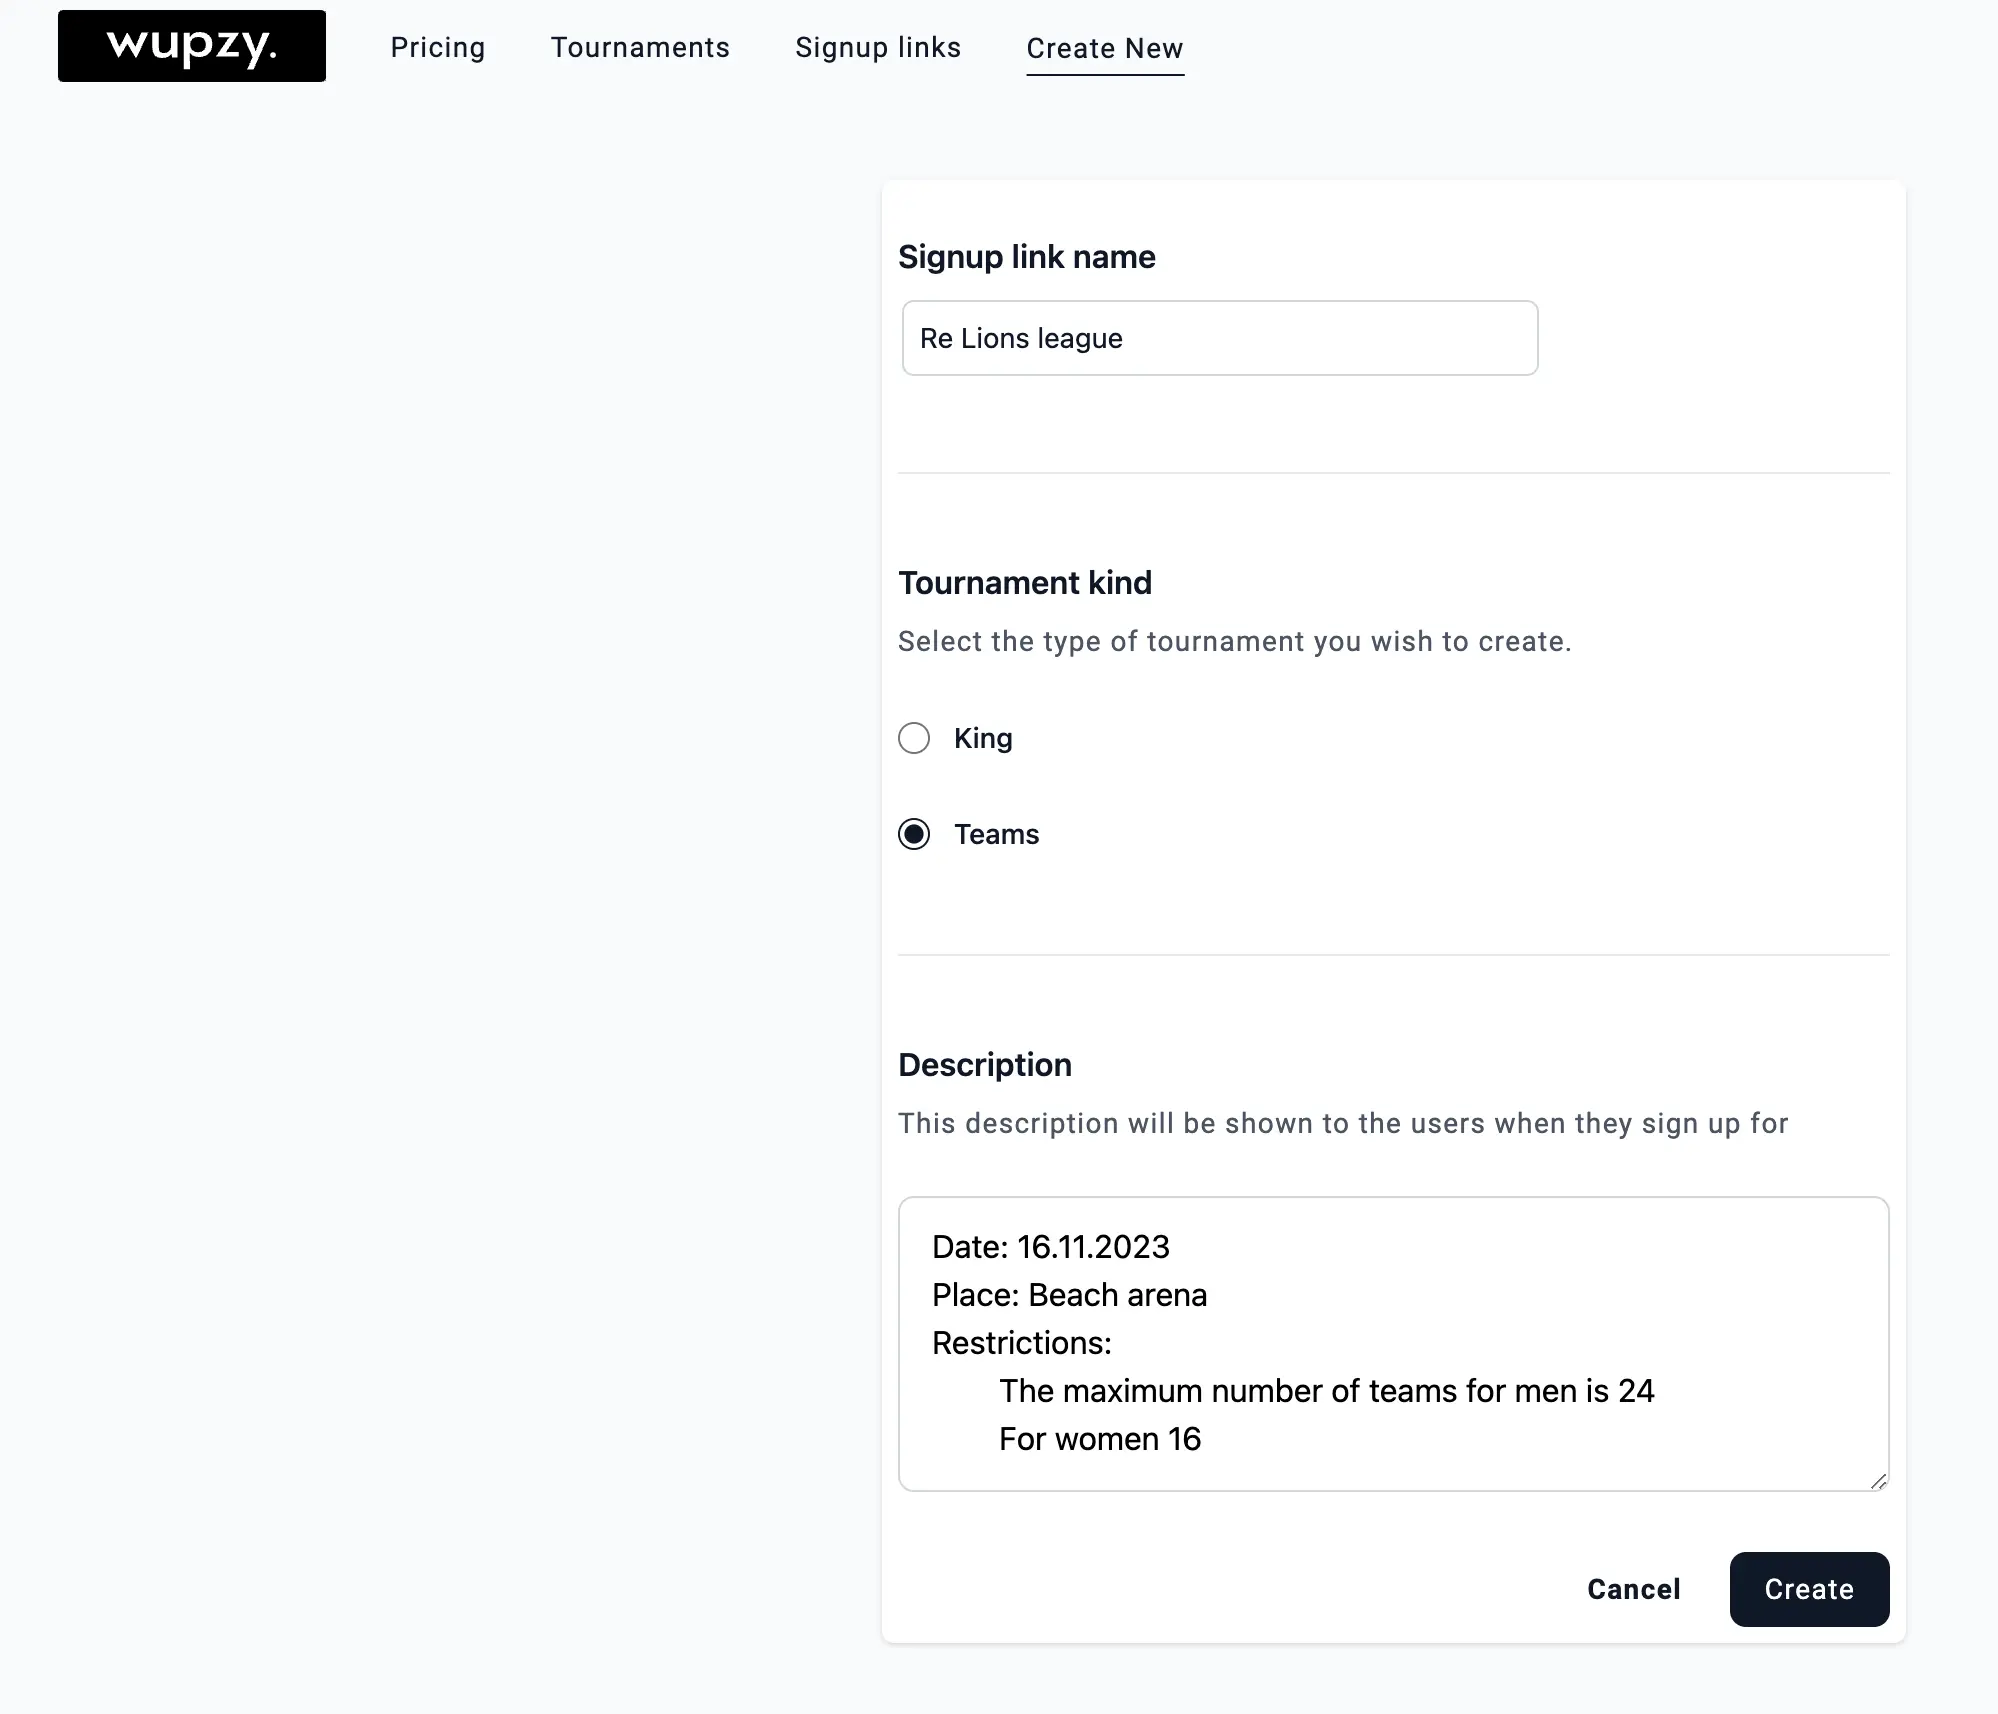 wupzy.
Pricing
Tournaments
Signup links
Create New
Signup link name
Re Lions league
Tournament kind
Select the type of tournament you wish to create.
King
Teams
Description
This description will be shown to the users when they sign up for
Date: 16.11.2023
Place: Beach arena
Restrictions:
The maximum number of teams for men is 24
For women 16
Cancel
Create